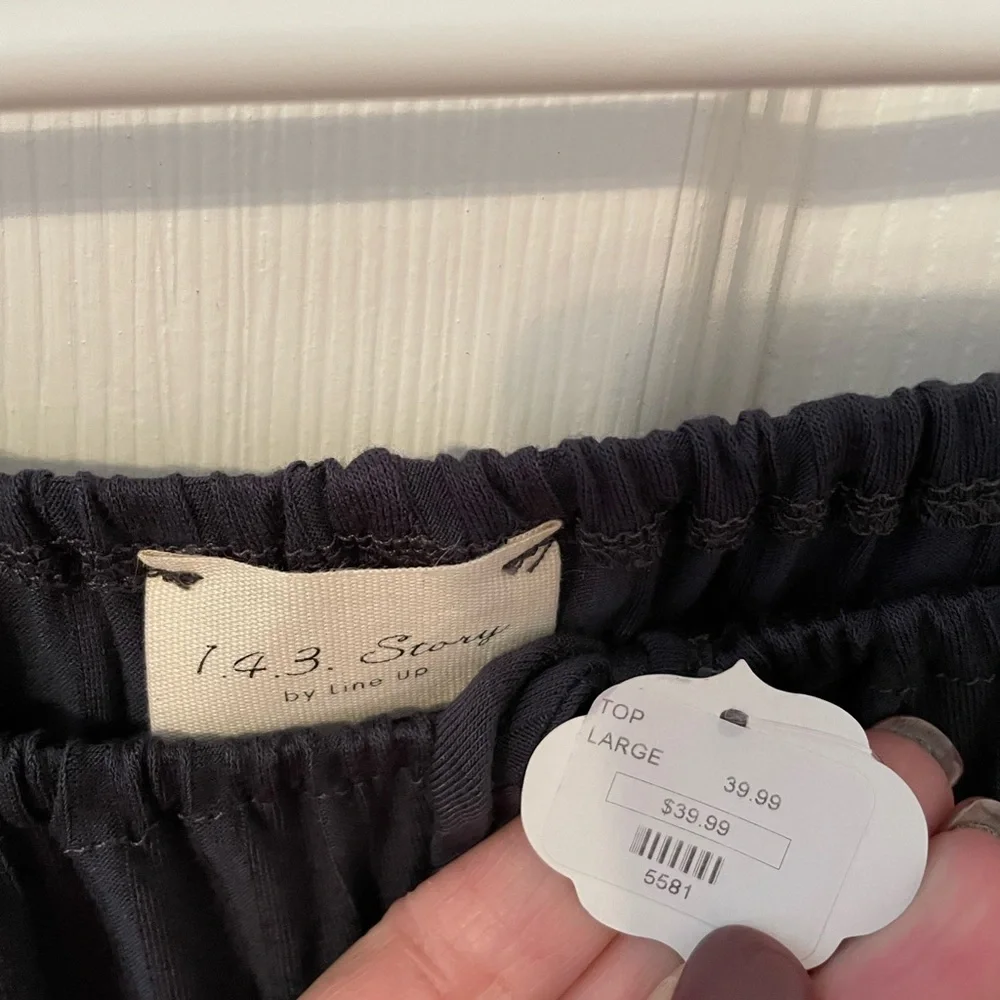 1.4.3. Story
by Line Up
TOP
LARGE
39.99
$39.99
5581